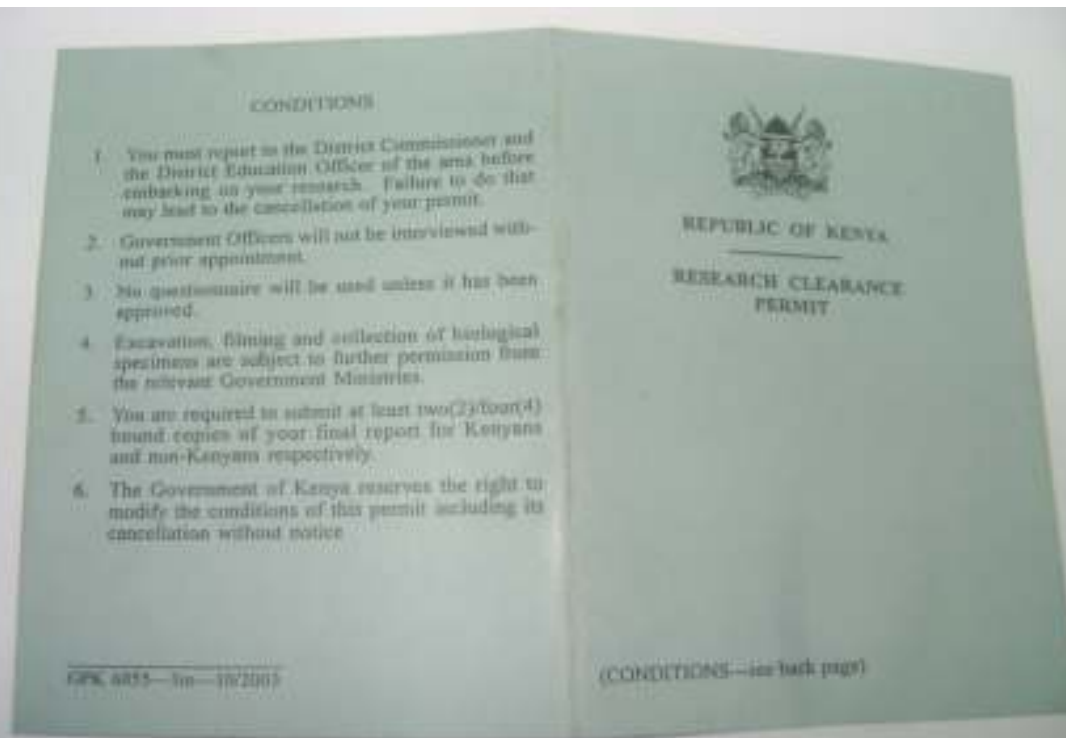 CONDITIONS
1. You must report to the District Commissioner and
the District Education Officer of the area before
embarking on your research. Failure to do that
may lead to the cancellation of your permit.
2. Government Officers will not be interviewed with-
out prior appointment.
3. No questionnaire will be used unless it has been
approved.
4. Excavation, filming and collection of biological
specimens are subject to further permission from
the relevant Government Ministries.
5. You are required to submit at least two(2)/four(4)
bound copies of your final report for Kenyans
and non-Kenyans respectively.
6. The Government of Kenya reserves the right to
modify the conditions of this permit including its
cancellation without notice
GPK 6055—3m—10/2003
REPUBLIC OF KENYA
RESEARCH CLEARANCE
PERMIT
(CONDITIONS—see back page)